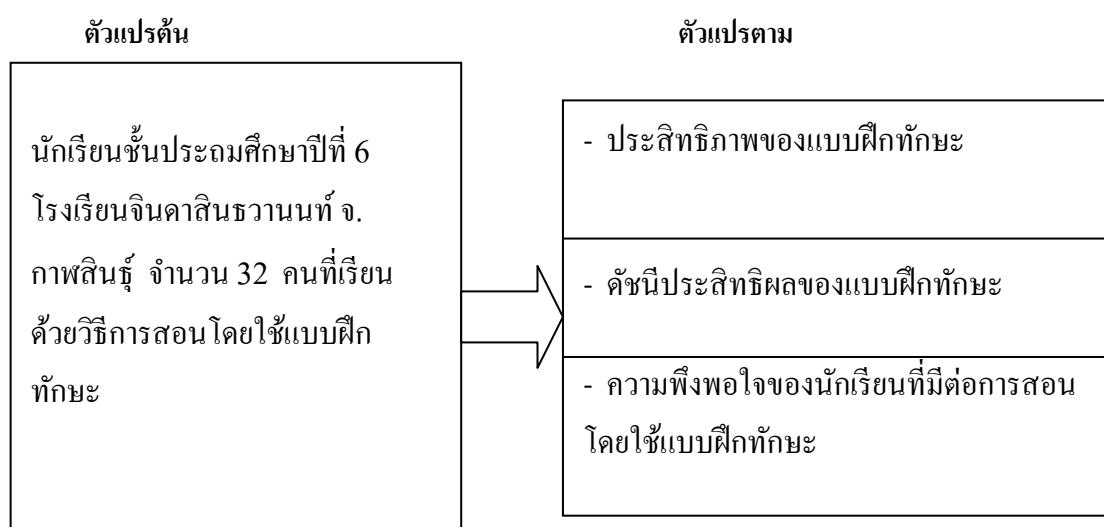 ตัวแปรต้น
ตัวแปรตาม
นักเรียนชั้นประถมศึกษาปีที่ 6
โรงเรียนจินดาสินธวานนท์ จ.
กาฬสินธุ์ จำนวน 32 คนที่เรียน
ด้วยวิธีการสอนโดยใช้แบบฝึก
ทักษะ
- ประสิทธิภาพของแบบฝึกทักษะ
- ดัชนีประสิทธิผลของแบบฝึกทักษะ
- ความพึงพอใจของนักเรียนที่มีต่อการสอน
โดยใช้แบบฝึกทักษะ